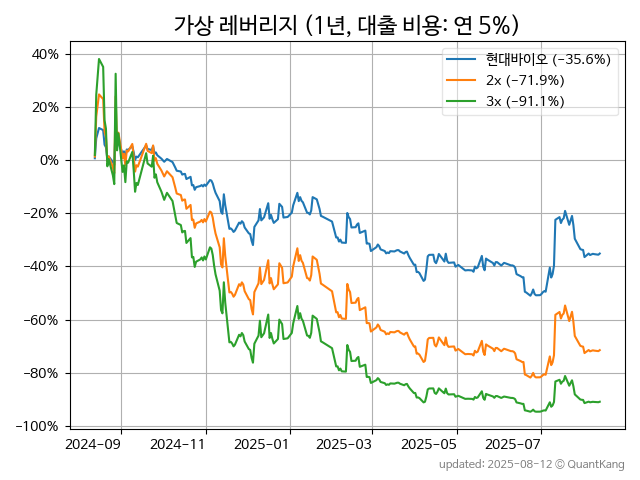 가상 레버리지 (1년, 대출 비용: 연 5%)
현대바이오 (−35.6%)
2x (−71.9%)
3x (−91.1%)
40%
20%
0%
−20%
−40%
−60%
−80%
−100%
2024-09 2024-11 2025-01 2025-03 2025-05 2025-07
updated: 2025-08-12 © QuantKang